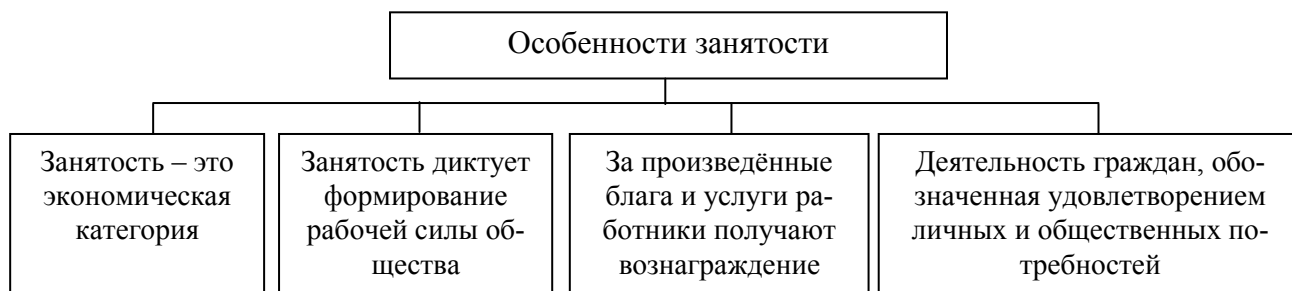 Особенности занятости
Занятость – это
экономическая
категория
Занятость диктует
формирование
рабочей силы об-
щества
За произведённые
блага и услуги ра-
ботники получают
вознаграждение
Деятельность граждан, обо-
значенная удовлетворением
личных и общественных по-
требностей